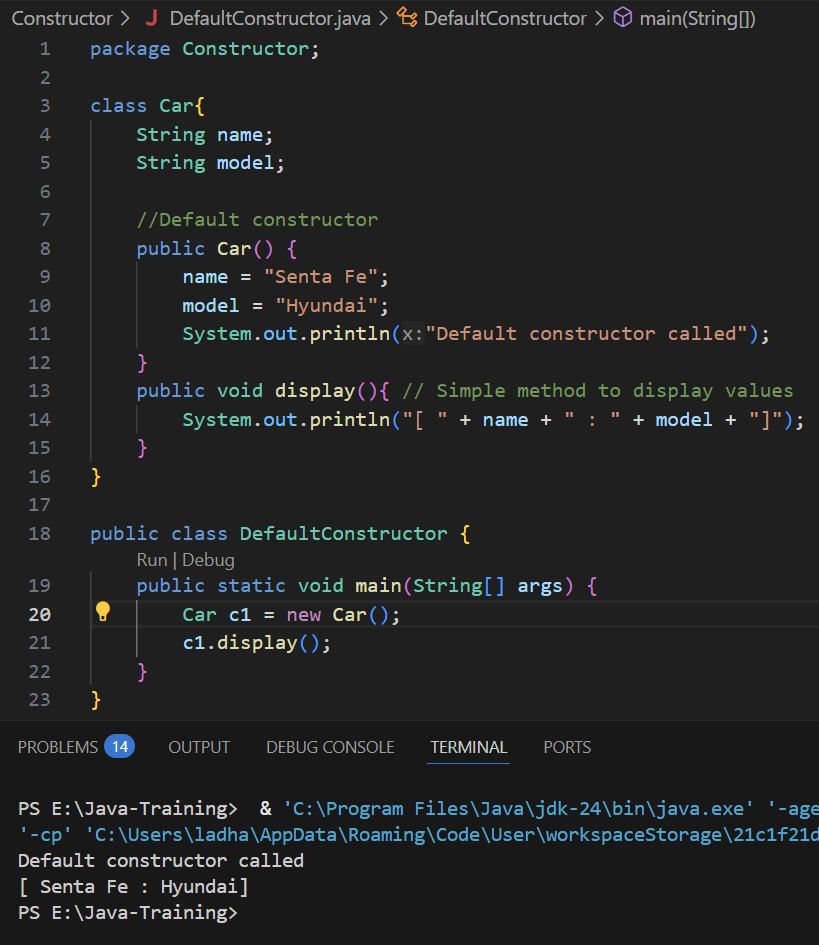 Constructor > J DefaultConstructor.java > DefaultConstructor > main(String[])
1 package Constructor;
2
3 class Car{
4     String name;
5     String model;
6
7     //Default constructor
8     public Car() {
9         name = "Senta Fe";
10         model = "Hyundai";
11         System.out.println(x:"Default constructor called");
12     }
13     public void display(){ // Simple method to display values
14         System.out.println("[ " + name + " : " + model + "]");
15     }
16 }
17
18 public class DefaultConstructor {
Run | Debug
19     public static void main(String[] args) {
20         Car c1 = new Car();
21         c1.display();
22     }
23 }
PROBLEMS 14 OUTPUT DEBUG CONSOLE TERMINAL PORTS
PS E:\Java-Training>  & 'C:\Program Files\Java\jdk-24\bin\java.exe' '-age
'-cp' 'C:\Users\ladha\AppData\Roaming\Code\User\workspaceStorage\21c1f21d
Default constructor called
[ Senta Fe : Hyundai]
PS E:\Java-Training>